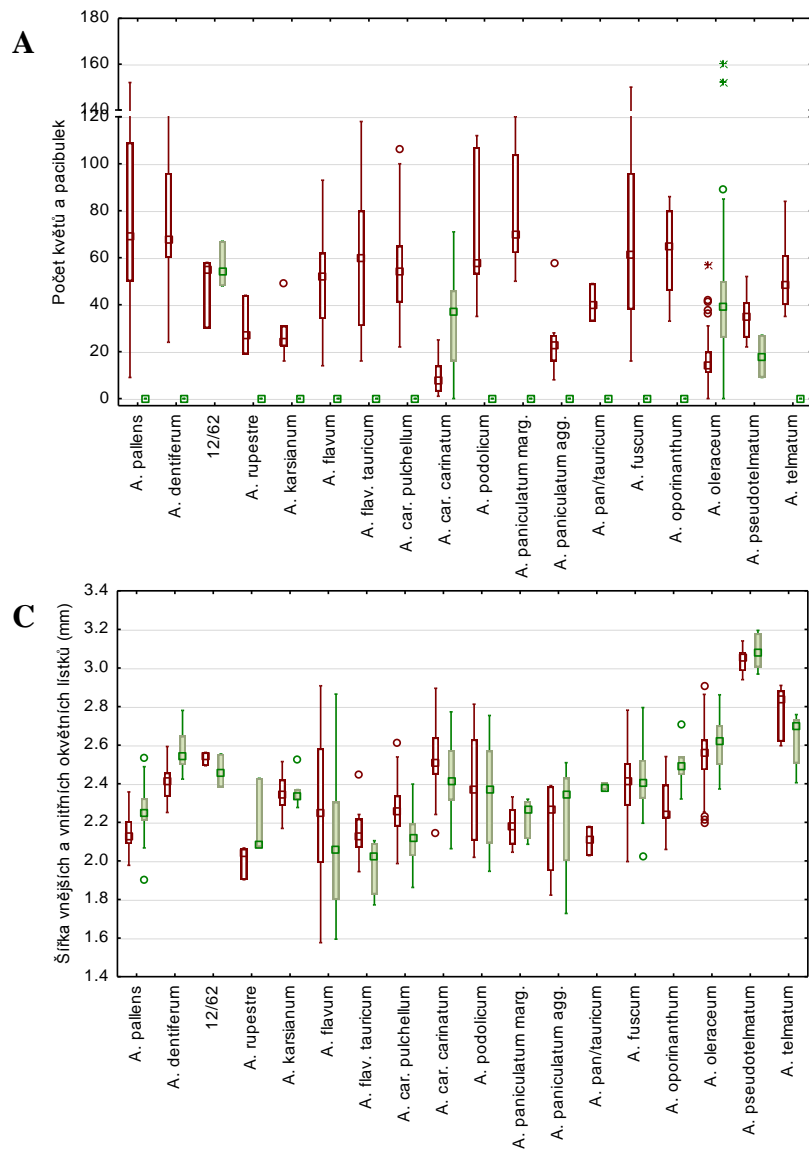 A
Počet květů a pacibulek
180
160
140
120
100
80
60
40
20
0
A. pallens
A. dentiferum
12/62
A. rupestre
A. karsianum
A. flavum
A. flav. tauricum
A. car. pulchellum
A. car. carinatum
A. podolicum
A. paniculatum marg.
A. paniculatum agg.
A. pan/tauricum
A. fuscum
A. oporinanthum
A. oleraceum
A. pseudotelmatum
A. telmatum
C
Šířka vnějších a vnitřních okvětních lístků (mm)
3.4
3.2
3.0
2.8
2.6
2.4
2.2
2.0
1.8
1.6
1.4
A. pallens
A. dentiferum
12/62
A. rupestre
A. karsianum
A. flavum
A. flav. tauricum
A. car. pulchellum
A. car. carinatum
A. podolicum
A. paniculatum marg.
A. paniculatum agg.
A. pan/tauricum
A. fuscum
A. oporinanthum
A. oleraceum
A. pseudotelmatum
A. telmatum